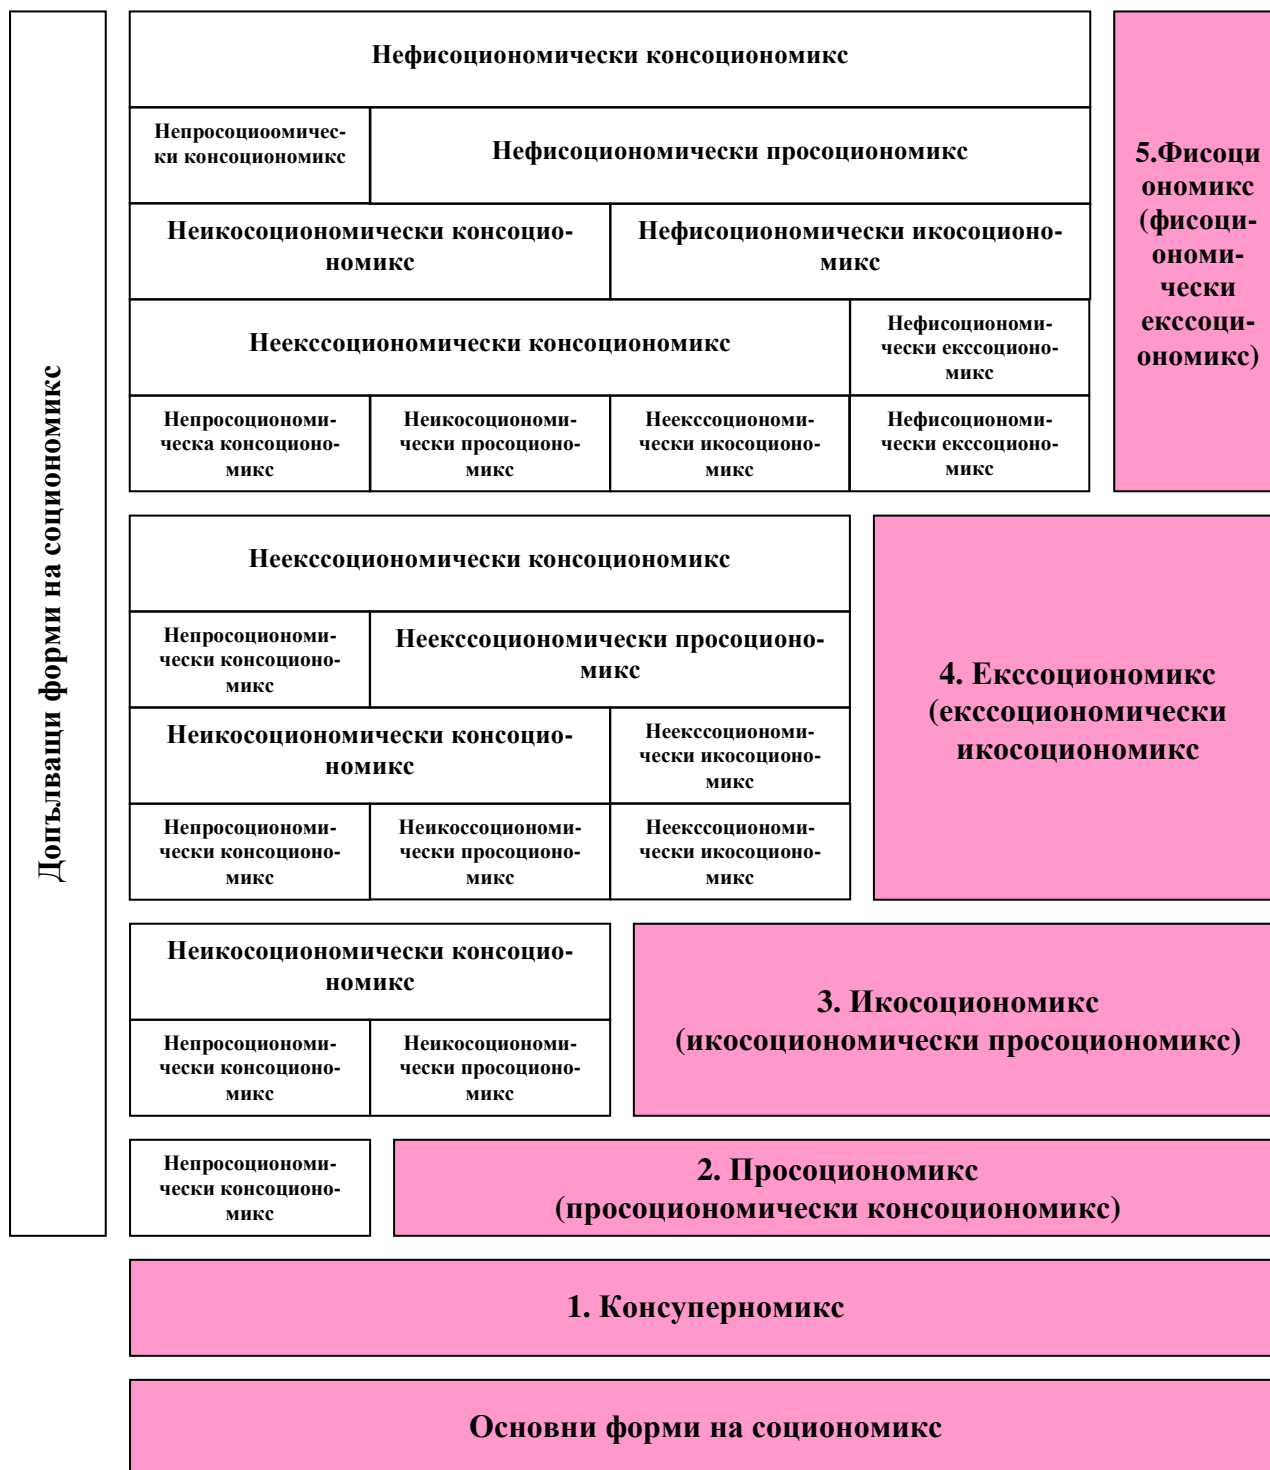 Допълващи форми на социономикс
Нефисоциономически консоциономикс
Непросоциоомичес-
ки консоциономикс
Нефисоциономически просоциономикс
Неикосоциономически консоцио-
номикс
Нефисоциономически икосоционо-
микс
Неекссоциономически консоциономикс
Нефисоциономи-
чески екссоционо-
микс
Непросоциономи-
ческа консоционо-
микс
Неикосоциономи-
чески просоционо-
микс
Неекссоциономи-
чески икосоционо-
микс
Нефисоциономи-
чески екссоционо-
микс
5.Фисоци
ономикс
(фисоци-
ономи-
чески
екссоци-
ономикс)
Неекссоциономически консоциономикс
Непросоциономи-
чески консоционо-
микс
Неекссоциономически просоционо-
микс
Неикосоциономически консоцио-
номикс
Неекссоциономи-
чески икосоционо-
микс
Непросоциономи-
чески консоционо-
микс
Неикоссоциономи-
чески просоционо-
микс
Неекссоциономи-
чески икосоционо-
микс
4. Екссоциономикс
(екссоциономически
икосоциономикс
Неикосоциономически консоцио-
номикс
Непросоциономи-
чески консоционо-
микс
Неикосоциономи-
чески просоционо-
микс
3. Икосоциономикс
(икосоциономически просоциономикс)
Непросоциономи-
чески консоционо-
микс
2. Просоциономикс
(просоциономически консоциономикс)
1. Консуперномикс
Основни форми на социономикс